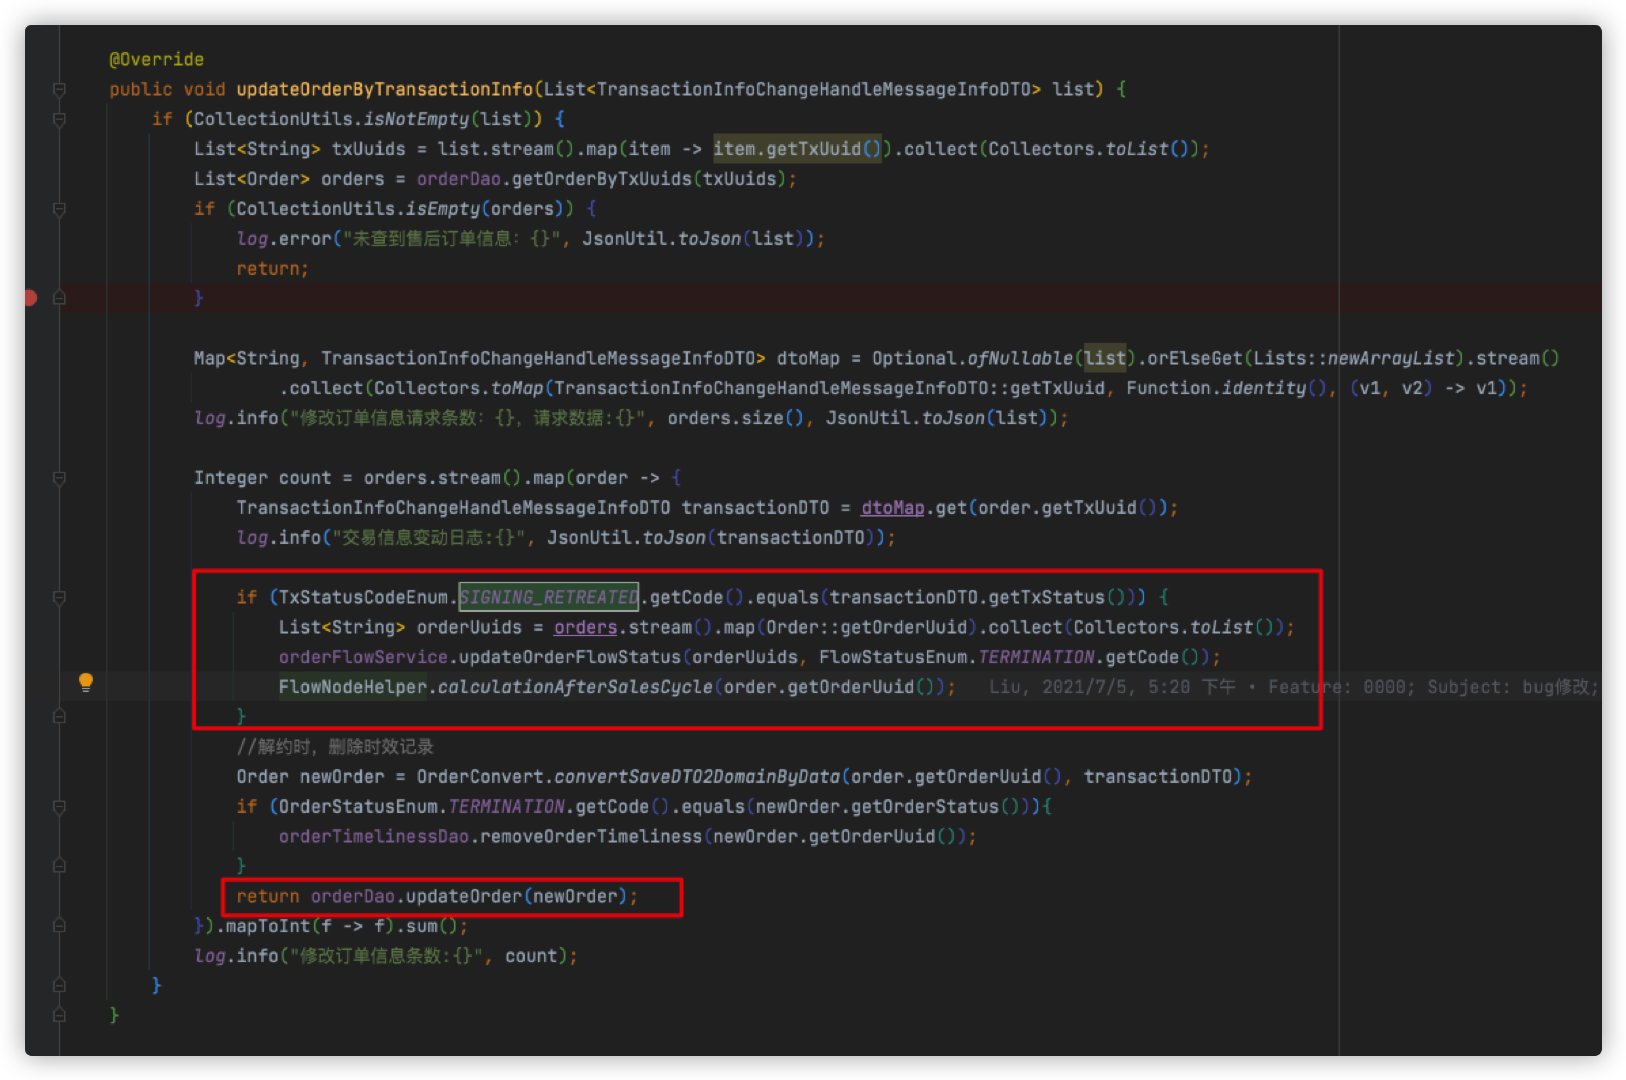 @Override
public void updateOrderByTransactionInfo(List<TransactionInfoChangeHandleMessageInfoDTO> list) {
if (CollectionUtils.isNotEmpty(list)) {
List<String> txUuids = list.stream().map(item -> item.getTxUuid()).collect(Collectors.toList());
List<Order> orders = orderDao.getOrderByTxUuids(txUuids);
if (CollectionUtils.isEmpty(orders)) {
log.error("未查到售后订单信息: {}", JsonUtil.toJson(list));
return;
}
Map<String, TransactionInfoChangeHandleMessageInfoDTO> dtoMap = Optional.ofNullable(list).orElseGet(Lists::newArrayList).stream()
.collect(Collectors.toMap(TransactionInfoChangeHandleMessageInfoDTO::getTxUuid, Function.identity(), (v1, v2) -> v1));
log.info("修改订单信息请求条数: {}, 请求数据:{}", orders.size(), JsonUtil.toJson(list));
Integer count = orders.stream().map(order -> {
TransactionInfoChangeHandleMessageInfoDTO transactionDTO = dtoMap.get(order.getTxUuid());
log.info("交易信息变动日志:{}", JsonUtil.toJson(transactionDTO));
if (TxStatusCodeEnum.SIGNING_RETREATED.getCode().equals(transactionDTO.getTxStatus())) {
List<String> orderUuids = orders.stream().map(Order::getOrderUuid).collect(Collectors.toList());
orderFlowService.updateOrderFlowStatus(orderUuids, FlowStatusEnum.TERMINATION.getCode());
FlowNodeHelper.calculationAfterSalesCycle(order.getOrderUuid()); Liu, 2021/7/5, 5:20 下午 • Feature: 0000; Subject: bug修改;
}
//解约时, 删除时效记录
Order newOrder = OrderConvert.convertSaveDTO2DomainByData(order.getOrderUuid(), transactionDTO);
if (OrderStatusEnum.TERMINATION.getCode().equals(newOrder.getOrderStatus())){
orderTimelinessDao.removeOrderTimeliness(newOrder.getOrderUuid());
}
return orderDao.updateOrder(newOrder);
}).mapToInt(f -> f).sum();
log.info("修改订单信息条数:{}", count);
}
}